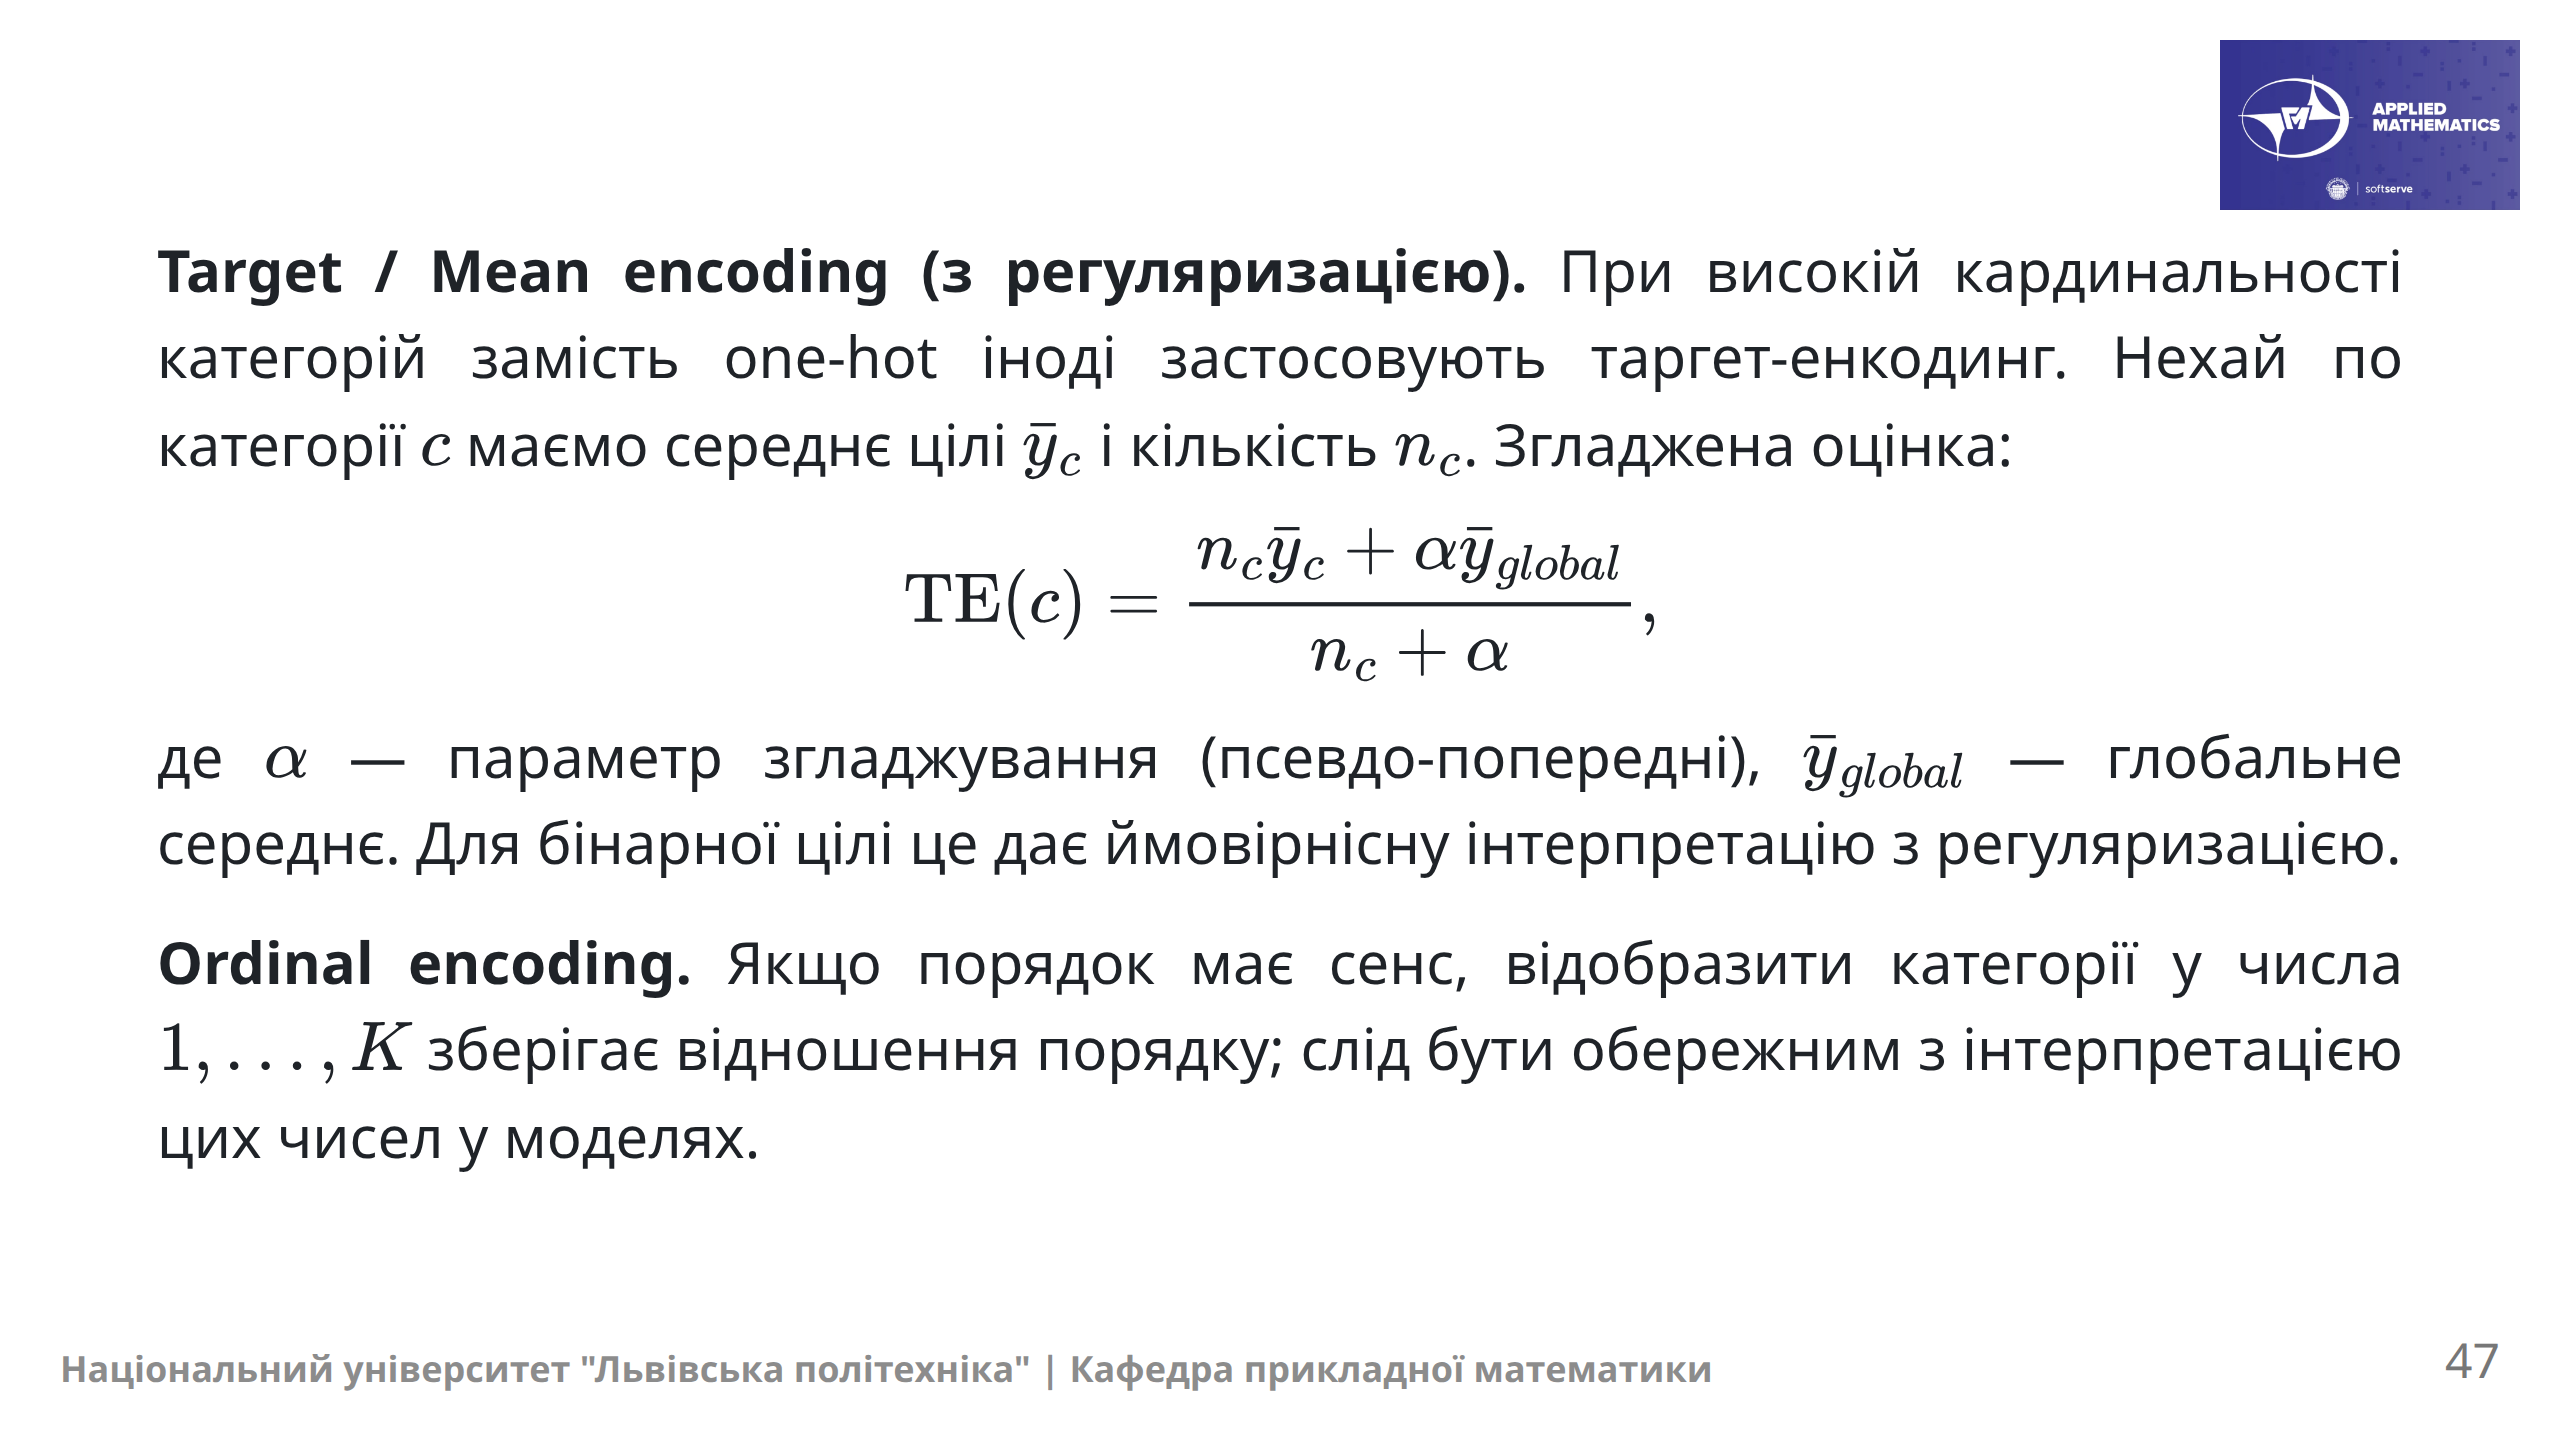 APPLIED
MATHEMATICS
softserve
Target / Mean encoding (з регуляризацією). При високій кардинальності
категорій замість one-hot іноді застосовують таргет-енкодинг. Нехай по
категорії c маємо середнє цілі ȳ_c і кількість n_c. Згладжена оцінка:
TE(c) = (n_c ȳ_c + α ȳ_global) / (n_c + α),
де α — параметр згладжування (псевдо-попередні), ȳ_global — глобальне
середнє. Для бінарної цілі це дає ймовірнісну інтерпретацію з регуляризацією.
Ordinal encoding. Якщо порядок має сенс, відобразити категорії у числа
1, . . . , K зберігає відношення порядку; слід бути обережним з інтерпретацією
цих чисел у моделях.
Національний університет "Львівська політехніка" | Кафедра прикладної математики
47